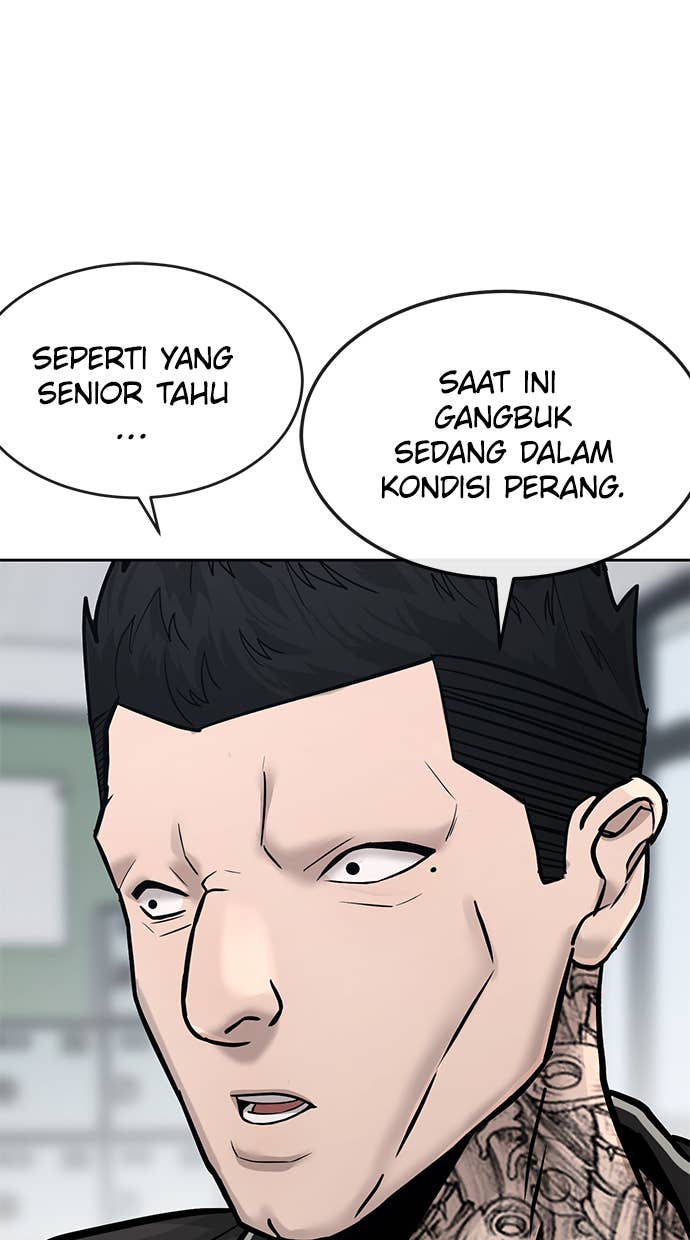 SEPERTI YANG
SENIOR TAHU
...
SAAT INI
GANGBUK
SEDANG DALAM
KONDISI PERANG.